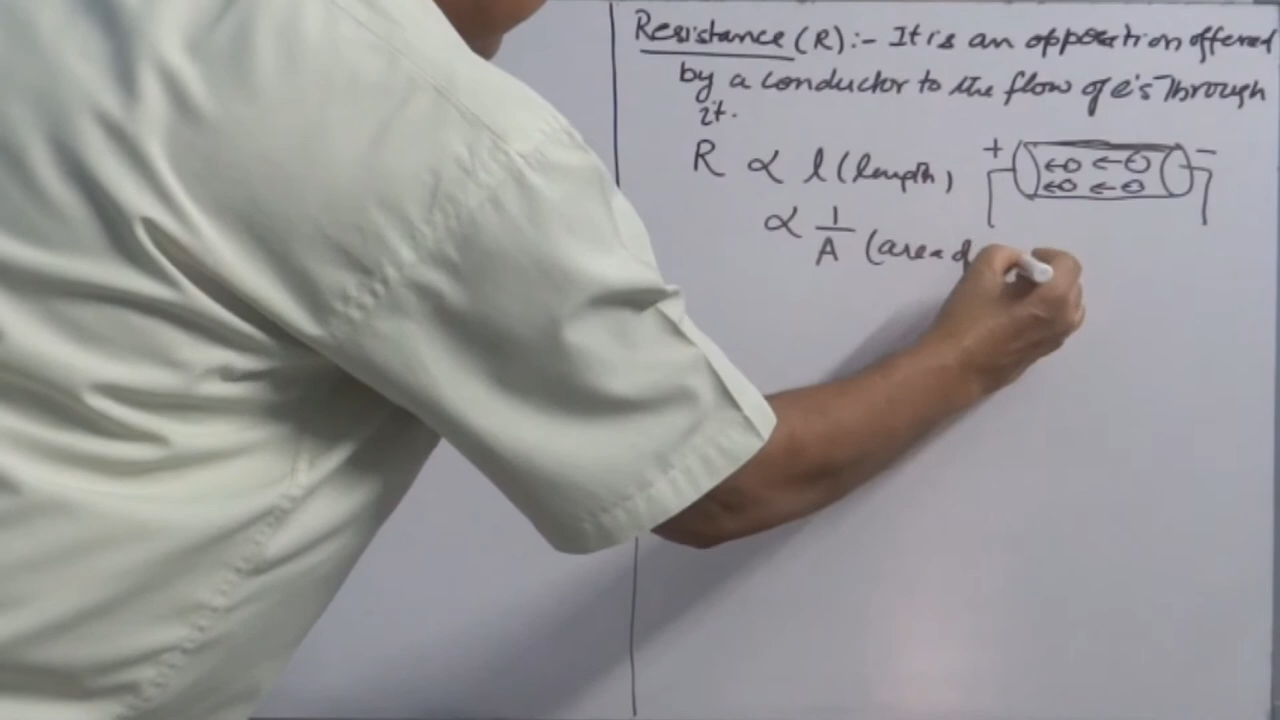 Resistance (R):- It is an opposition offered
by a conductor to the flow of e's Through
it.
R ∝ l (length)
+ -
∝ 1/A (area of